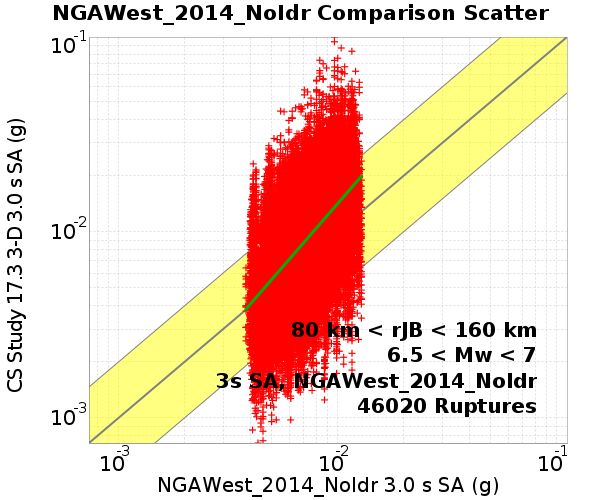 NGAWest_2014_NoIdr Comparison Scatter
CS Study 17.3 3-D 3.0 s SA (g)
10-1
10-2
10-3
80 km < rJB < 160 km
6.5 < Mw < 7
3s SA, NGAWest_2014_NoIdr
46020 Ruptures
10-3 10-2 10-1
NGAWest_2014_NoIdr 3.0 s SA (g)